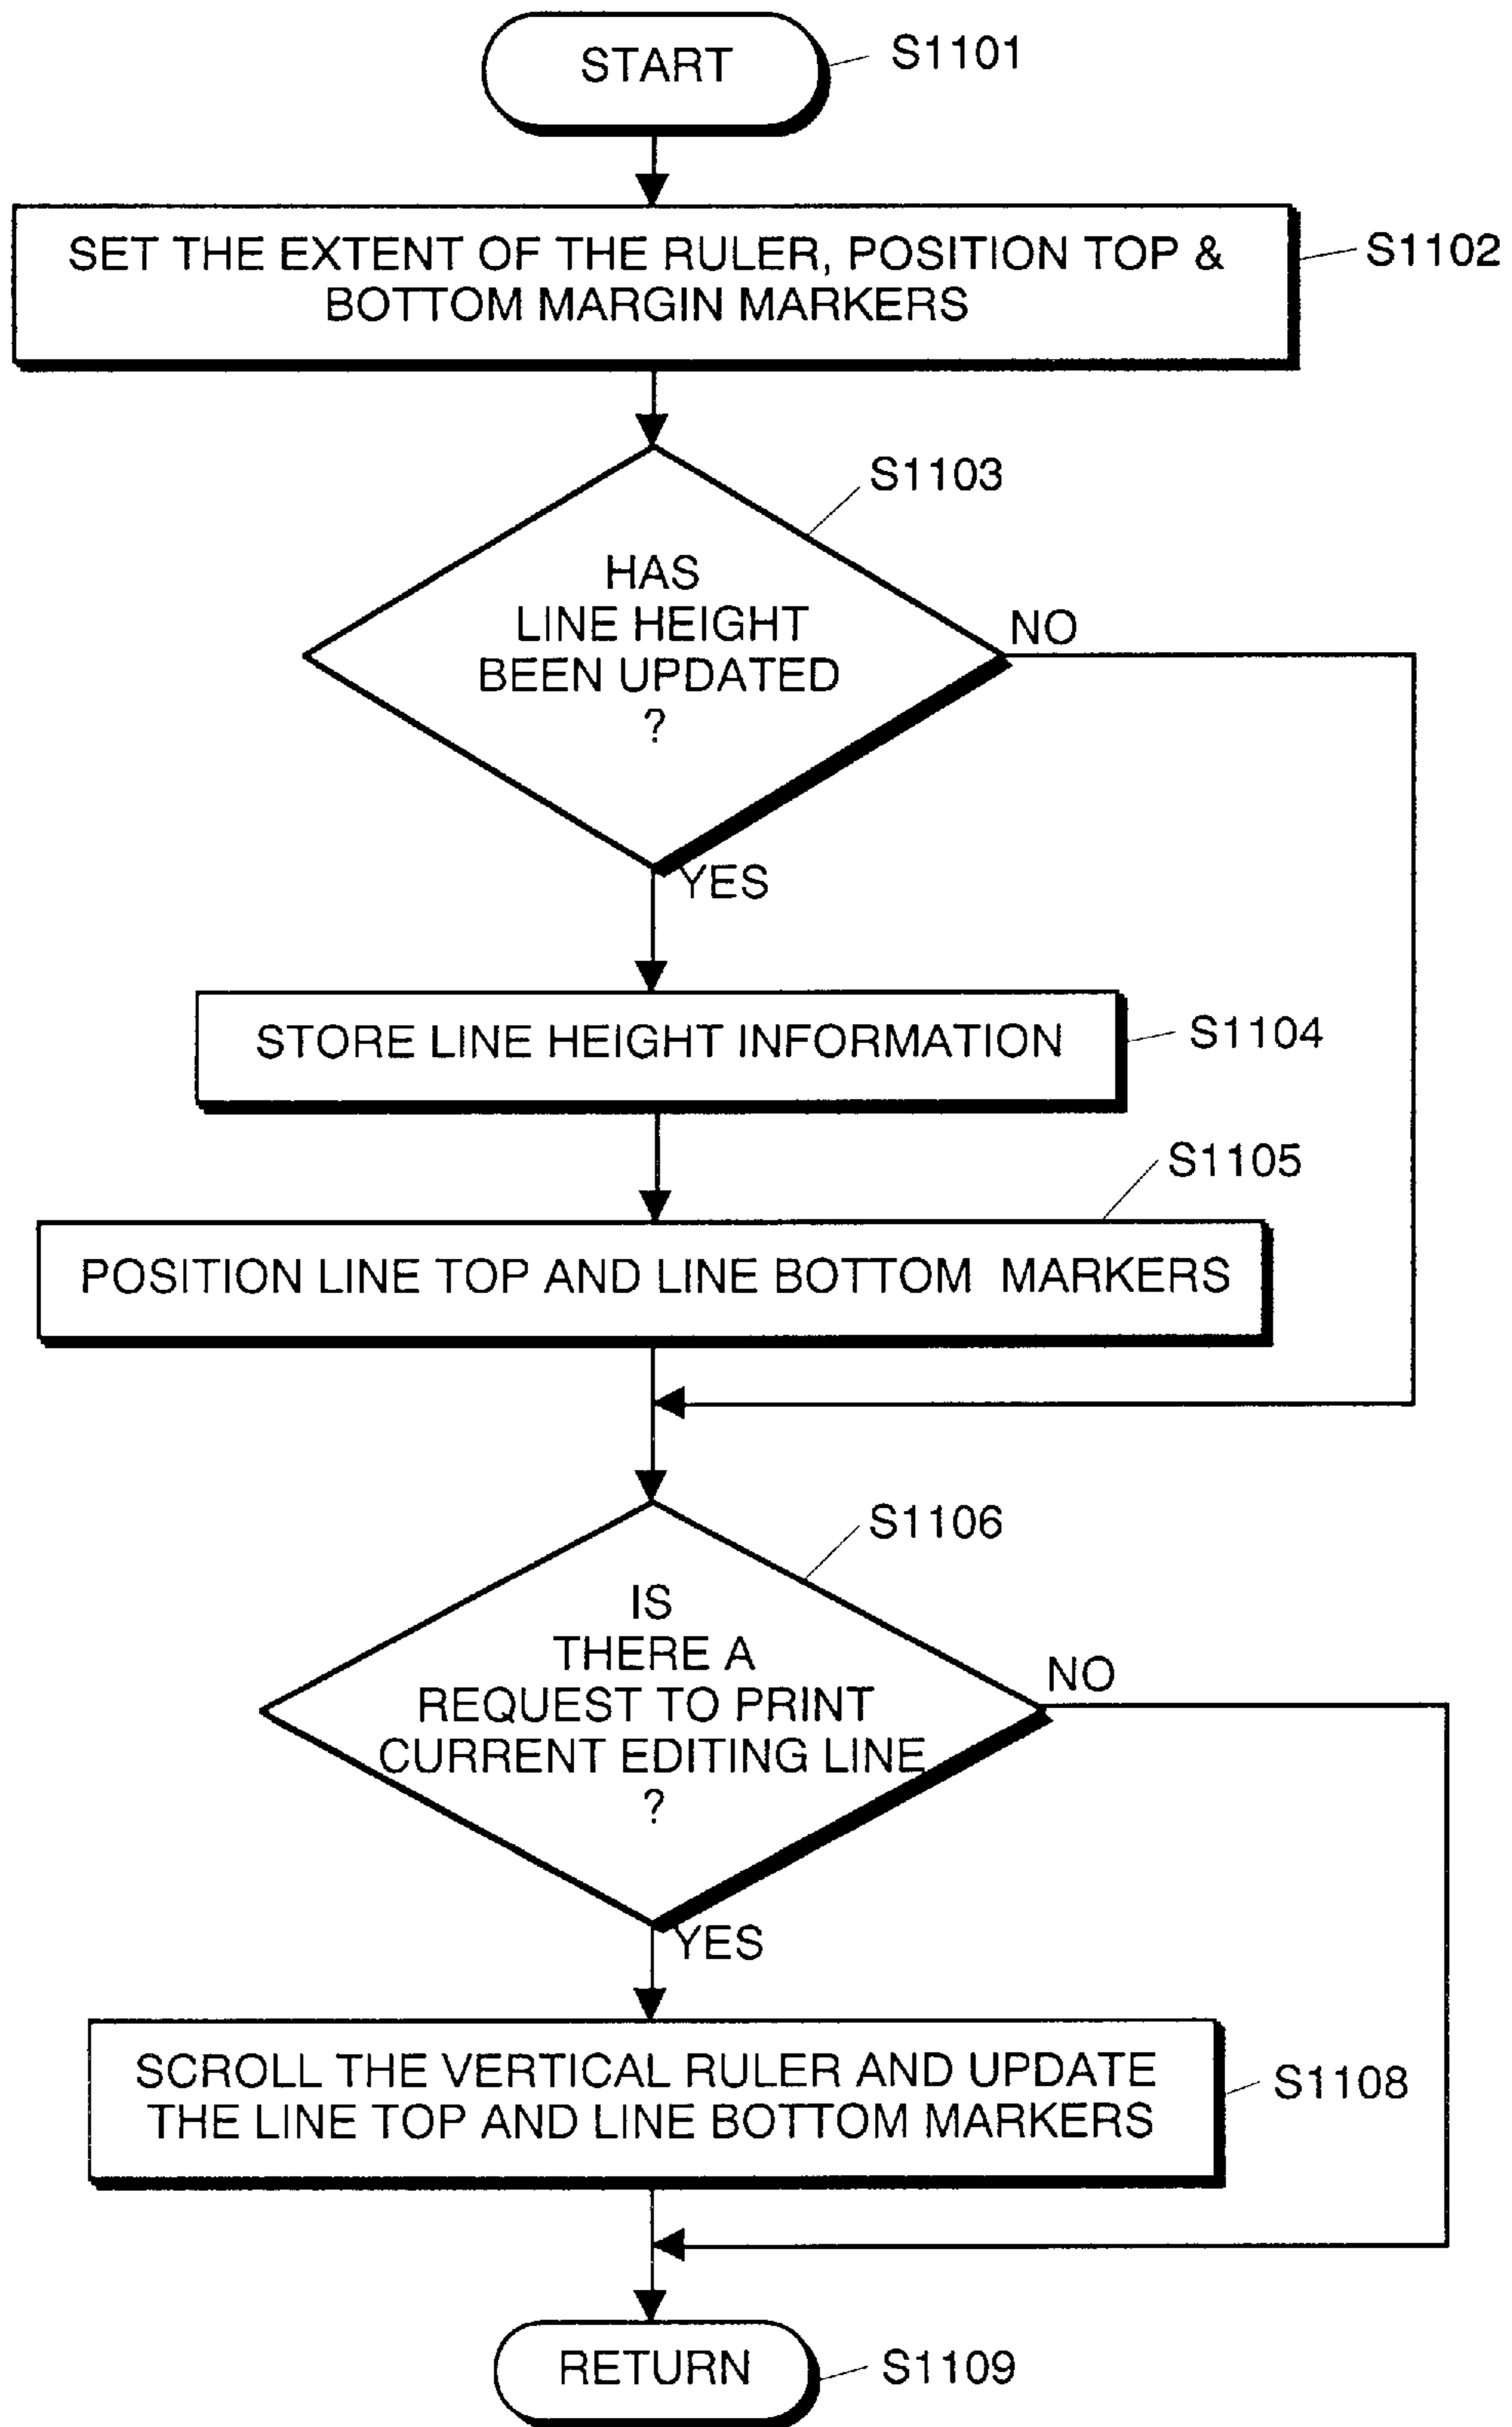 START
S1101
SET THE EXTENT OF THE RULER, POSITION TOP &
BOTTOM MARGIN MARKERS
S1102
S1103
HAS
LINE HEIGHT
BEEN UPDATED
?
NO
YES
STORE LINE HEIGHT INFORMATION
S1104
S1105
POSITION LINE TOP AND LINE BOTTOM MARKERS
S1106
IS
THERE A
REQUEST TO PRINT
CURRENT EDITING LINE
?
NO
YES
SCROLL THE VERTICAL RULER AND UPDATE
THE LINE TOP AND LINE BOTTOM MARKERS
S1108
RETURN
S1109